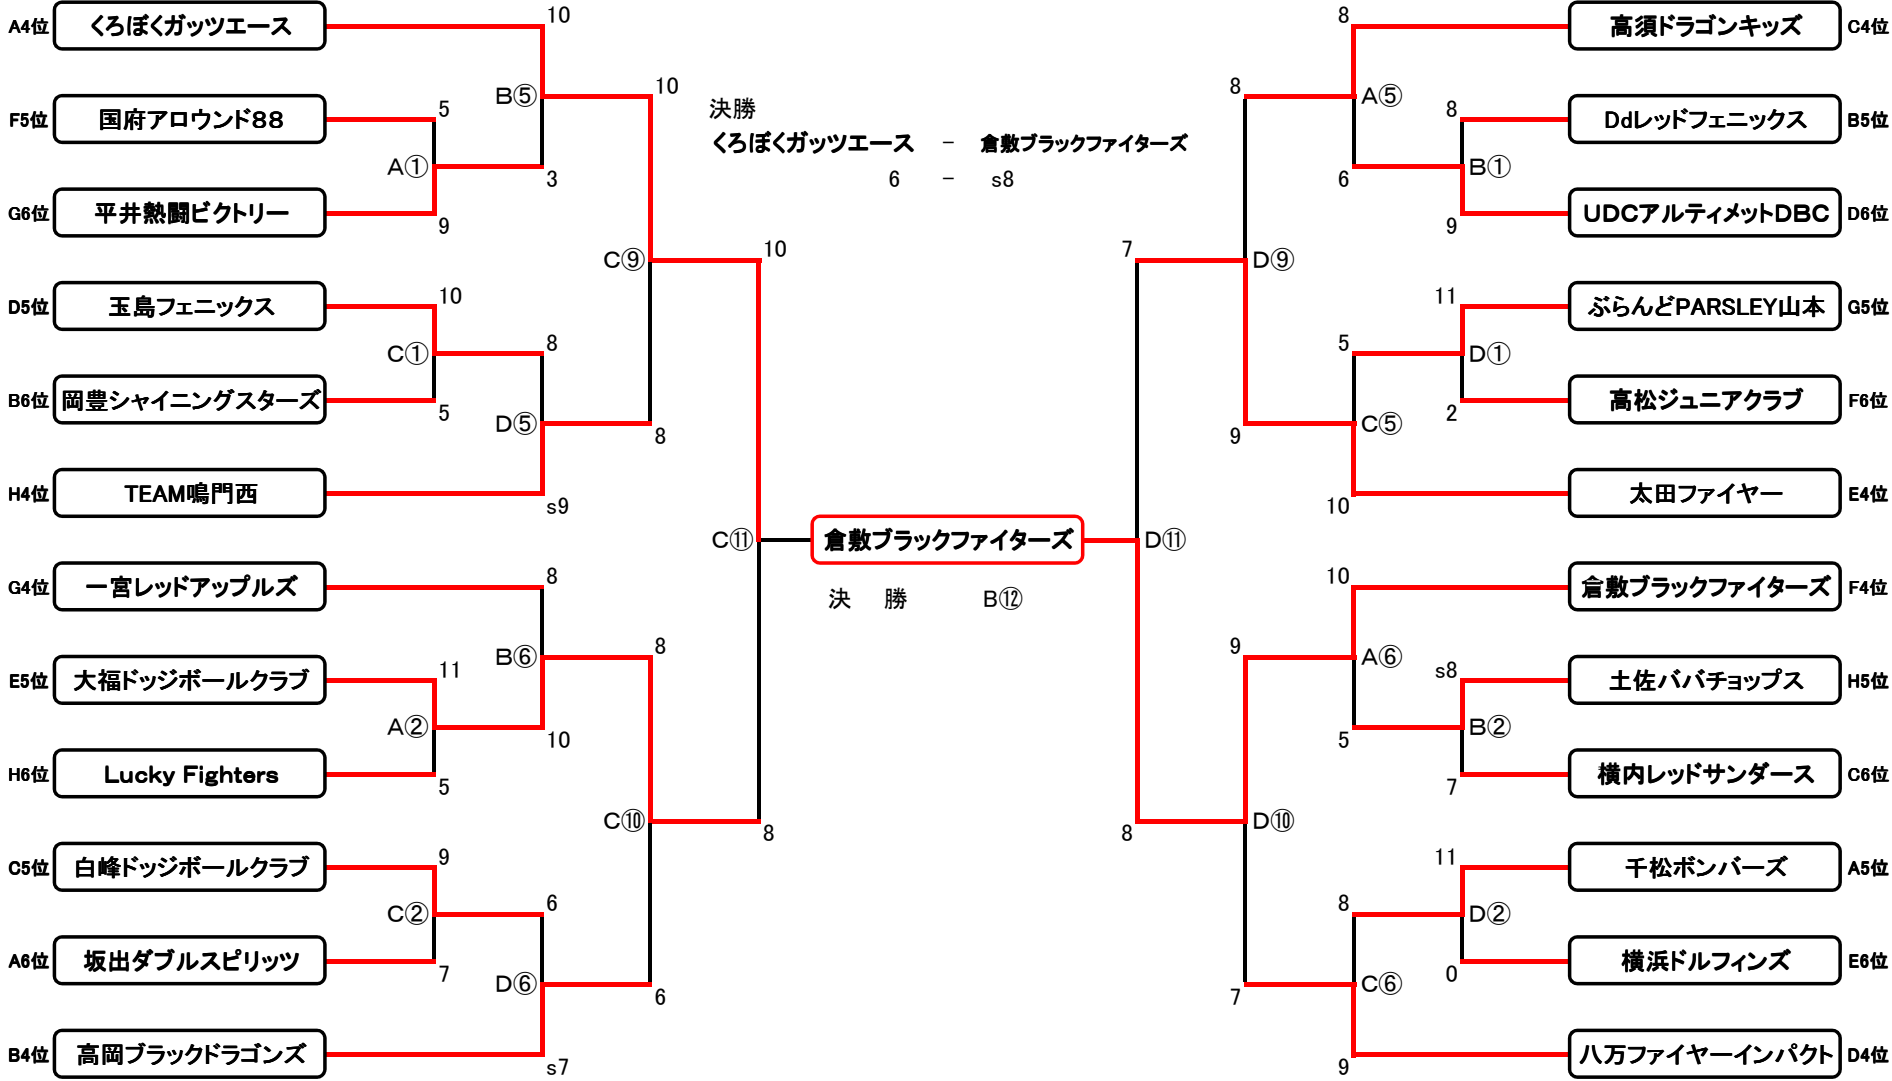 A4位 くろぼくガッツエース 10
F5位 国府アロウンド88 5
B⑤ 10
A① 3
G6位 平井熱闘ビクトリー 9
C⑨ 10
D5位 玉島フェニックス 10
C① 8
B6位 岡豊シャイニングスターズ 5
D⑤ 8
H4位 TEAM鳴門西 s9
C⑪
G4位 一宮レッドアップルズ 8
B⑥ 8
E5位 大福ドッジボールクラブ 11
A② 10
H6位 Lucky Fighters 5
C⑩ 8
C5位 白峰ドッジボールクラブ 9
C② 6
A6位 坂出ダブルスピリッツ 7
D⑥ 6
B4位 高岡ブラックドラゴンズ s7
決勝
くろぼくガッツエース - 倉敷ブラックファイターズ
6 - s8
倉敷ブラックファイターズ
決 勝 B⑫
8 高須ドラゴンキッズ C4位
8 A⑤
8 Ddレッドフェニックス B5位
6 B①
9 UDCアルティメットDBC D6位
7 D⑨
11 ぶらんどPARSLEY山本 G5位
5 D①
2 高松ジュニアクラブ F6位
9 C⑤
10 太田ファイヤー E4位
D⑪
10 倉敷ブラックファイターズ F4位
9 A⑥
s8 土佐ババチョップス H5位
5 B②
7 横内レッドサンダース C6位
8 D⑩
11 千松ボンバーズ A5位
8 D②
0 横浜ドルフィンズ E6位
7 C⑥
9 八万ファイヤーインパクト D4位